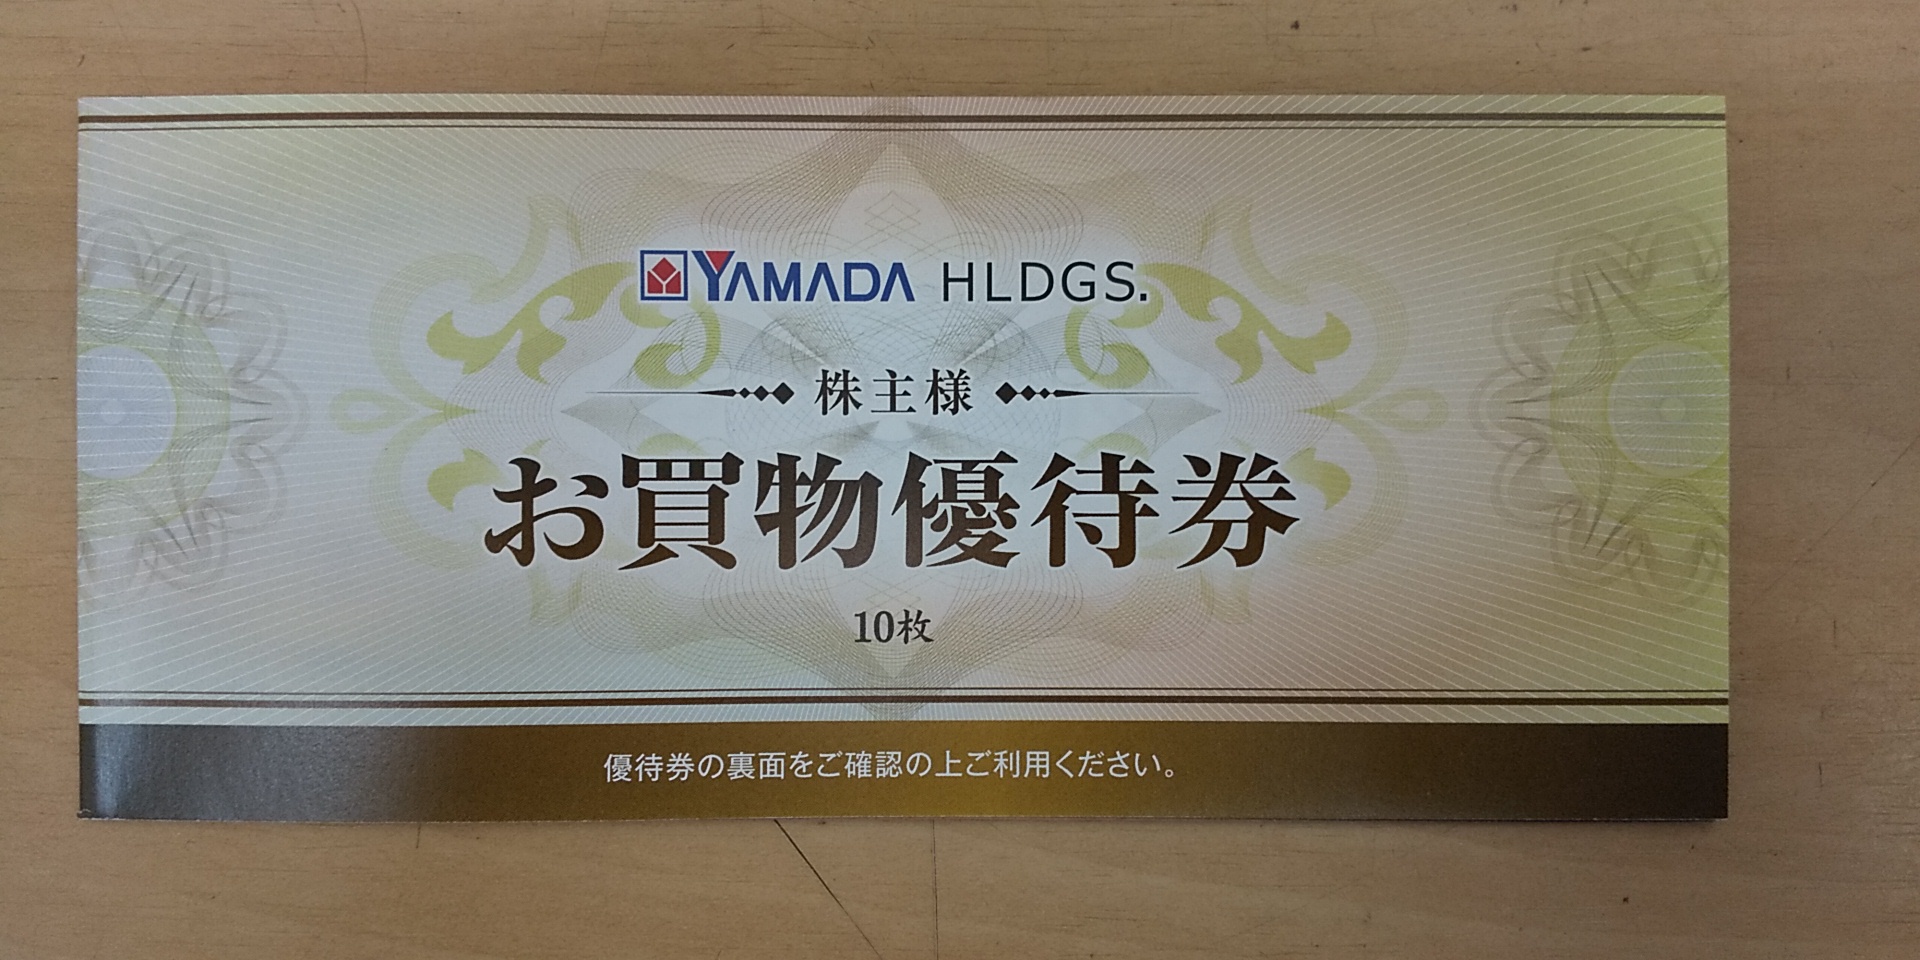 YAMADA HLDGS.
株主様
お買物優待券
10枚
優待券の裏面をご確認の上ご利用ください。